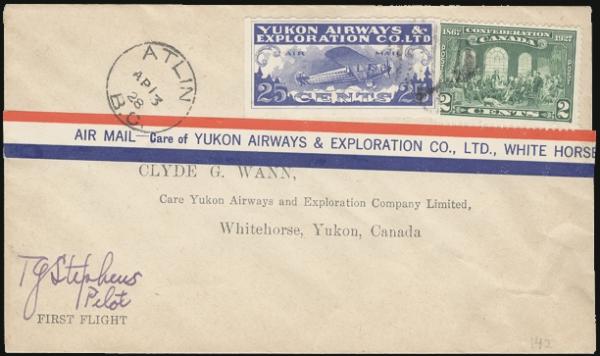 ATLIN
AP 13
28
B.C.
YUKON AIRWAYS &
EXPLORATION CO. LTD
AIR MAIL
25 CENTS 25
1867 CONFEDERATION 1927
CANADA
2 CENTS 2
AIR MAIL—Care of YUKON AIRWAYS & EXPLORATION CO., LTD., WHITE HORSE
CLYDE G. WANN,
Care Yukon Airways and Exploration Company Limited,
Whitehorse, Yukon, Canada
TG Stephens
Pilot
FIRST FLIGHT
142